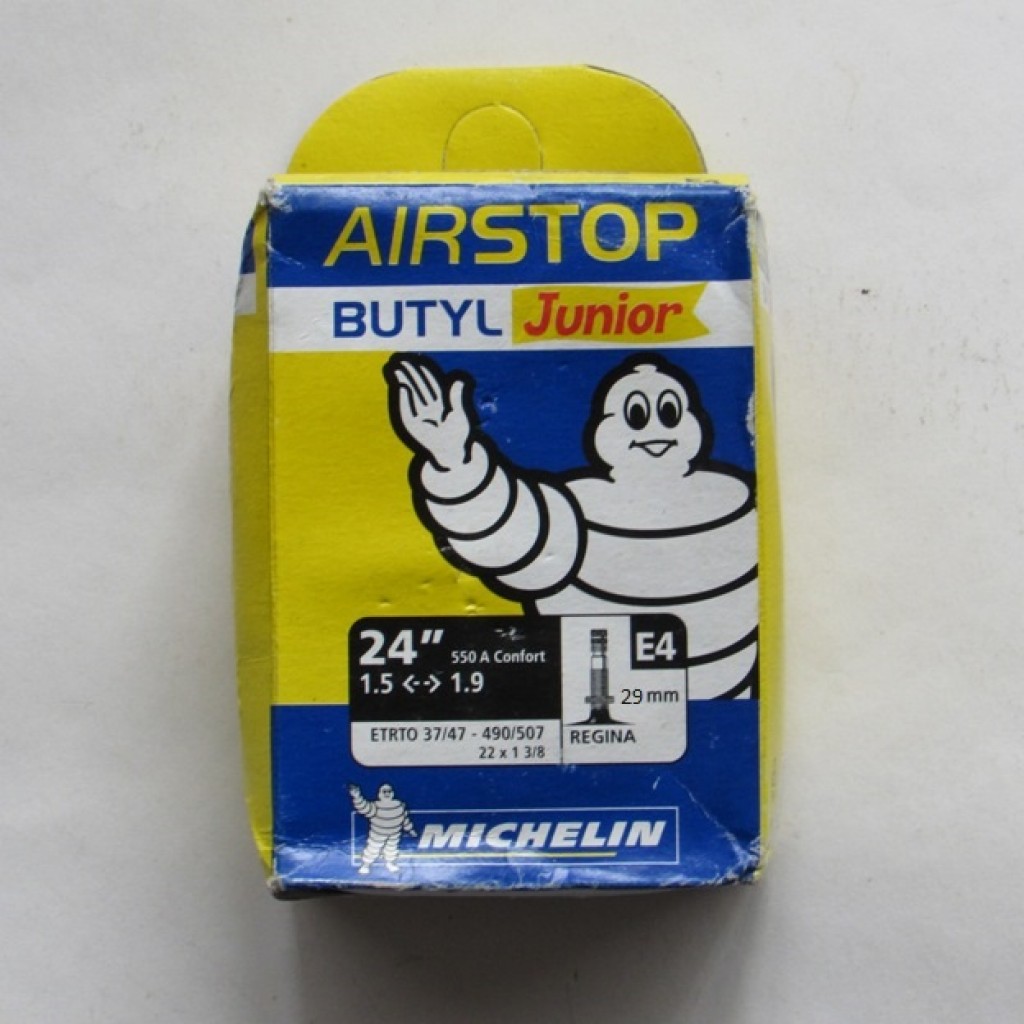 AIRSTOP
BUTYL Junior
24" 550 A Confort
1.5 <--> 1.9
ETRTO 37/47 - 490/507
22 x 1 3/8
E4
29 mm
REGINA
MICHELIN